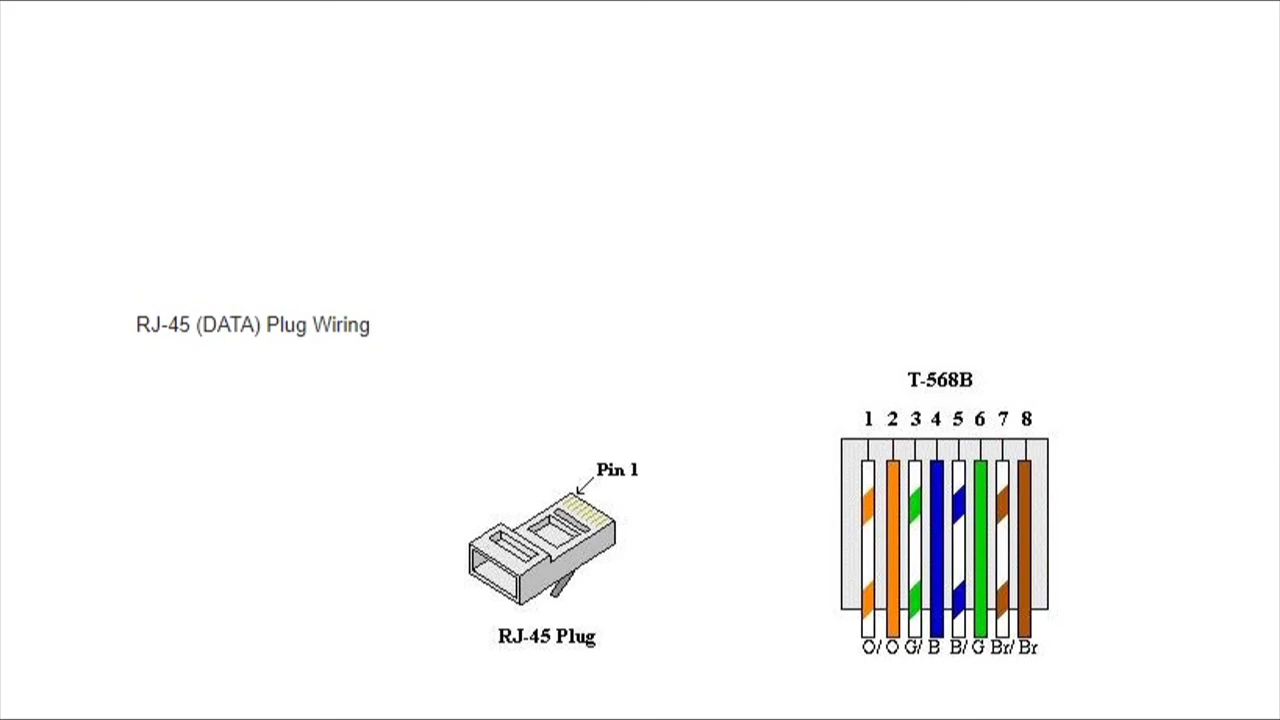 RJ-45 (DATA) Plug Wiring
T-568B
1 2 3 4 5 6 7 8
Pin 1
RJ-45 Plug
O/ O G/ B B/ G Br/ Br